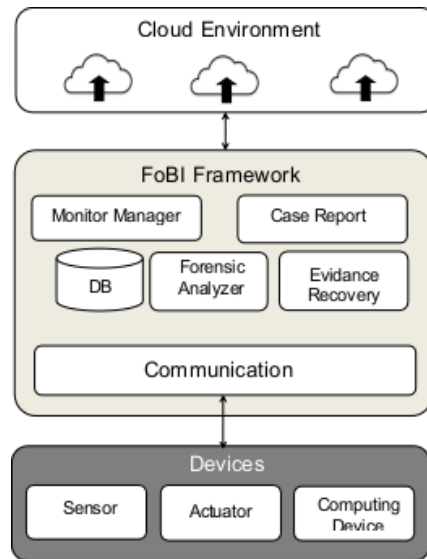 Cloud Environment
FoBI Framework
Monitor Manager
Case Report
DB
Forensic
Analyzer
Evidance
Recovery
Communication
Devices
Sensor
Actuator
Computing
Device